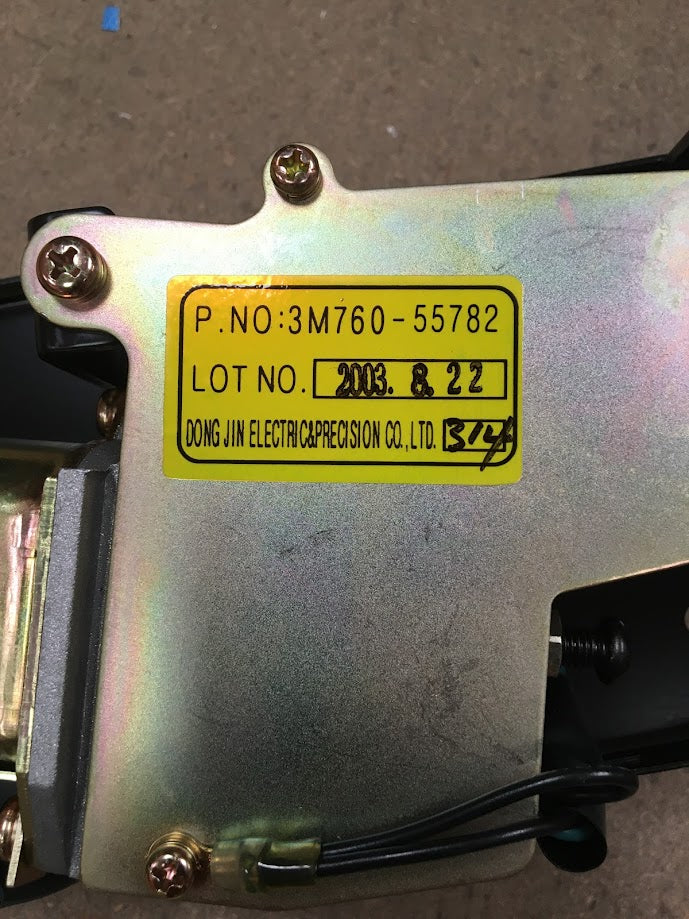 P.NO:3M760-55782
LOT NO. 2003. 8. 22
DONG JIN ELECTRIC&PRECISION CO.,LTD.